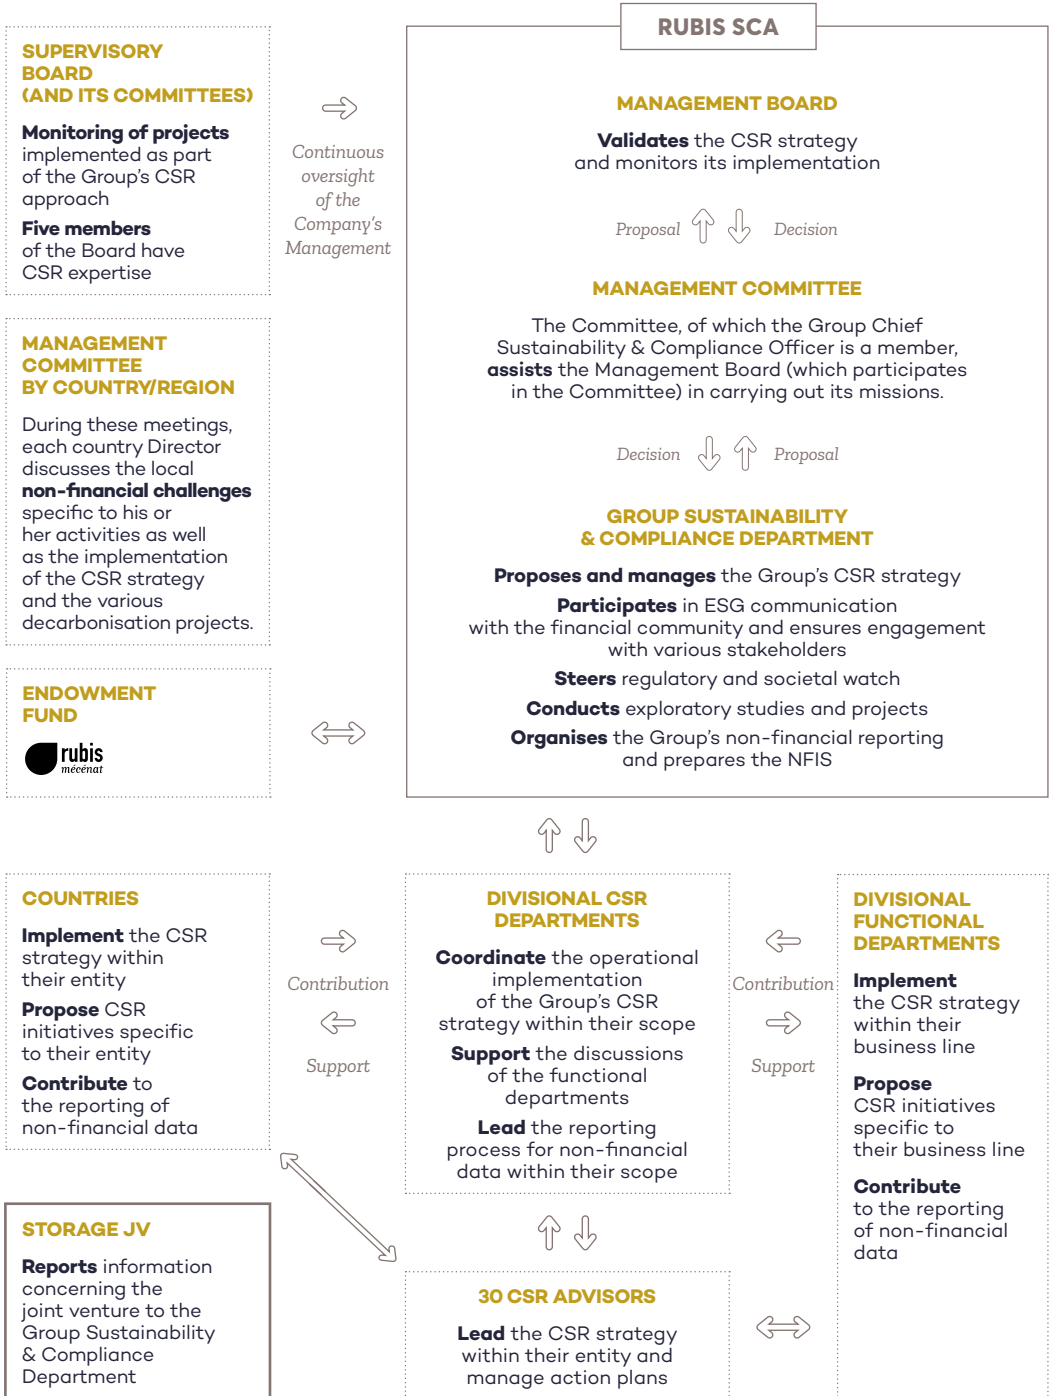 RUBIS SCA
SUPERVISORY
BOARD
(AND ITS COMMITTEES)
Monitoring of projects
implemented as part
of the Group's CSR
approach
Five members
of the Board have
CSR expertise
Continuous
oversight
of the
Company's
Management
MANAGEMENT BOARD
Validates the CSR strategy
and monitors its implementation
Proposal
Decision
MANAGEMENT COMMITTEE
The Committee, of which the Group Chief
Sustainability & Compliance Officer is a member,
assists the Management Board (which participates
in the Committee) in carrying out its missions.
Decision
Proposal
GROUP SUSTAINABILITY
& COMPLIANCE DEPARTMENT
Proposes and manages the Group's CSR strategy
Participates in ESG communication
with the financial community and ensures engagement
with various stakeholders
Steers regulatory and societal watch
Conducts exploratory studies and projects
Organises the Group's non-financial reporting
and prepares the NFIS
MANAGEMENT
COMMITTEE
BY COUNTRY/REGION
During these meetings,
each country Director
discusses the local
non-financial challenges
specific to his or
her activities as well
as the implementation
of the CSR strategy
and the various
decarbonisation projects.
ENDOWMENT
FUND
rubis
mécénat
COUNTRIES
Implement the CSR
strategy within
their entity
Propose CSR
initiatives specific
to their entity
Contribute to
the reporting of
non-financial data
Contribution
Support
DIVISIONAL CSR
DEPARTMENTS
Coordinate the operational
implementation
of the Group's CSR
strategy within their scope
Support the discussions
of the functional
departments
Lead the reporting
process for non-financial
data within their scope
Contribution
Support
DIVISIONAL
FUNCTIONAL
DEPARTMENTS
Implement
the CSR strategy
within their
business line
Propose
CSR initiatives
specific to
their business line
Contribute
to the reporting
of non-financial
data
STORAGE JV
Reports information
concerning the
joint venture to the
Group Sustainability
& Compliance
Department
30 CSR ADVISORS
Lead the CSR strategy
within their entity and
manage action plans